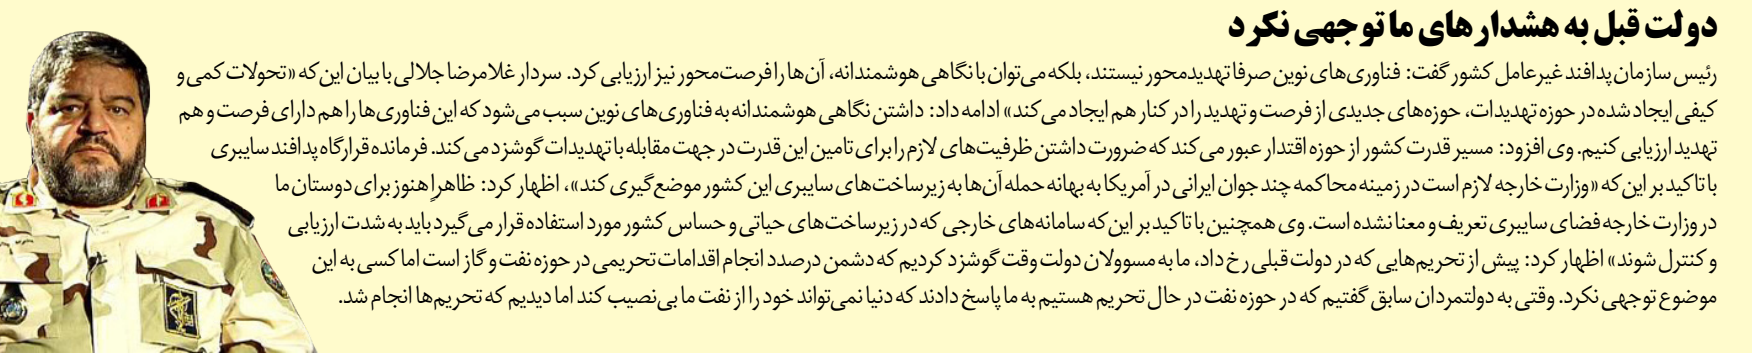 دولت قبل به هشدارهای ما توجهی نکرد
رئیس سازمان پدافند غیرعامل کشور گفت: فناوری‌های نوین صرفا تهدیدمحور نیستند، بلکه می‌توان با نگاهی هوشمندانه، آن‌ها را فرصت‌محور نیز ارزیابی کرد. سردار غلامرضا جلالی با بیان این‌که «تحولات کمی و
کیفی ایجاد شده در حوزه تهدیدات، حوزه‌های جدیدی از فرصت و تهدید را در کنار هم ایجاد می‌کند» ادامه داد: داشتن نگاهی هوشمندانه به فناوری‌های نوین سبب می‌شود که این فناوری‌ها را هم دارای فرصت و هم
تهدید ارزیابی کنیم. وی افزود: مسیر قدرت کشور از حوزه اقتدار عبور می‌کند که ضرورت داشتن ظرفیت‌های لازم را برای تامین این قدرت در جهت مقابله با تهدیدات گوشزد می‌کند. فرمانده قرارگاه پدافند سایبری
با تاکید بر این‌که «وزارت خارجه لازم است در زمینه محاکمه چند جوان ایرانی در آمریکا به بهانه حمله آن‌ها به زیرساخت‌های سایبری این کشور موضع‌گیری کند»، اظهار کرد: ظاهراً هنوز برای دوستان ما
در وزارت خارجه فضای سایبری تعریف و معنا نشده است. وی همچنین با تاکید بر این‌که سامانه‌های خارجی که در زیرساخت‌های حیاتی و حساس کشور مورد استفاده قرار می‌گیرد باید به شدت ارزیابی
و کنترل شوند» اظهار کرد: پیش از تحریم‌هایی که در دولت قبلی رخ داد، ما به مسوولان دولت وقت گوشزد کردیم که دشمن درصدد انجام اقدامات تحریمی در حوزه نفت و گاز است اما کسی به این
موضوع توجهی نکرد. وقتی به دولتمردان سابق گفتیم که در حوزه نفت در حال تحریم هستیم به ما پاسخ دادند که دنیا نمی‌تواند خود را از نفت ما بی‌نصیب کند اما دیدیم که تحریم‌ها انجام شد.